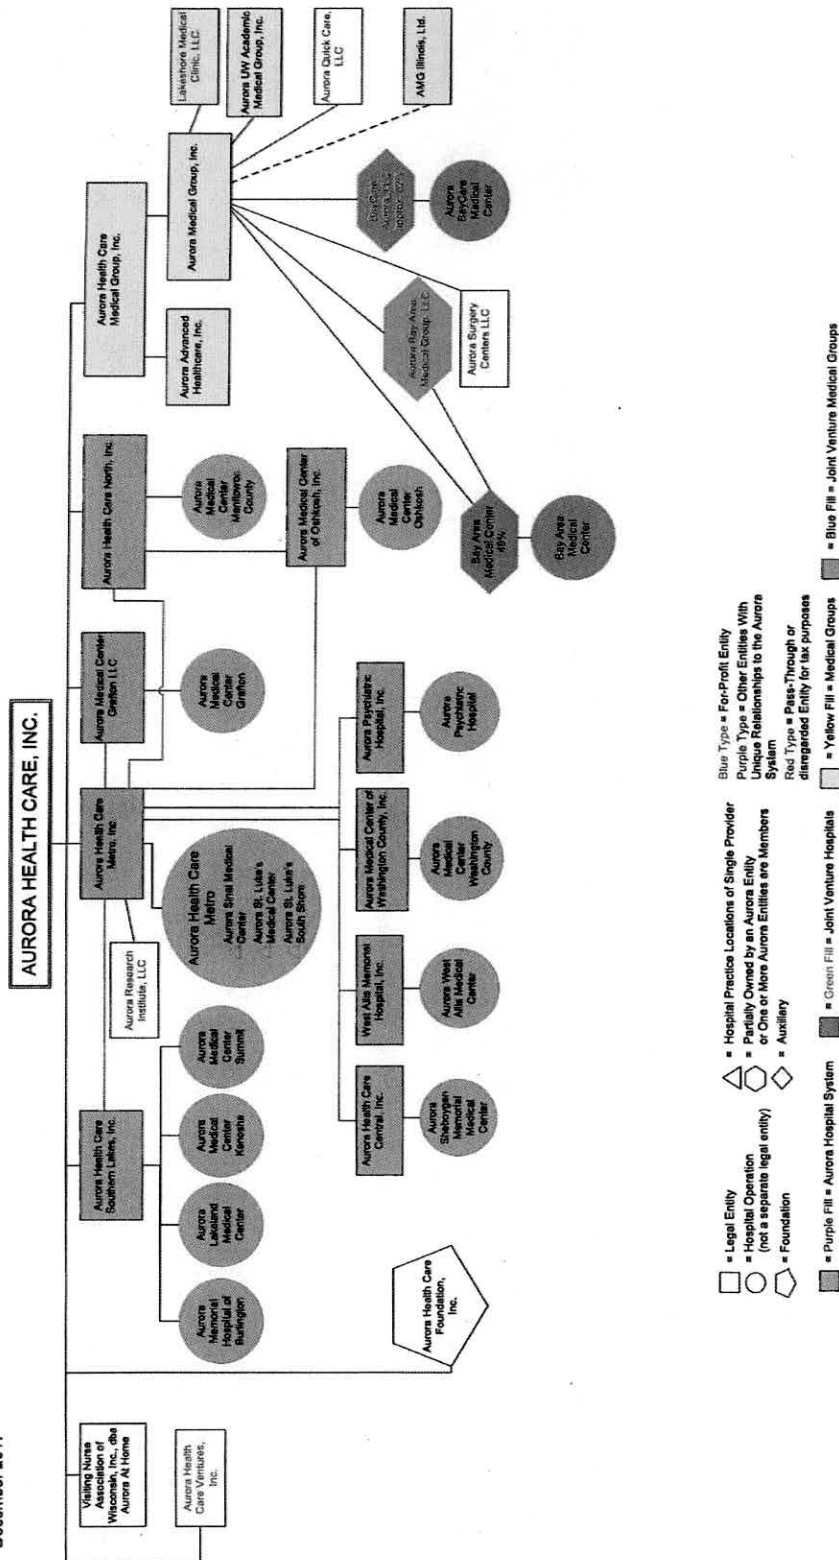 AURORA HEALTH CARE, INC.
Visiting Nurse
Association of
Wisconsin, Inc., dba
Aurora At Home
Aurora Health
Care Ventures,
Inc.
Aurora Health Care
Foundation,
Inc.
Aurora Health Care
Southern Lakes, Inc.
Aurora
Memorial
Hospital of
Burlington
Aurora
Lakeland
Medical
Center
Aurora
Medical
Center
Kenosha
Aurora
Medical
Center
Summit
Aurora Research
Institute, LLC
Aurora Health Care
Metro, Inc
Aurora Health Care
Metro
Aurora Sinai Medical
Center
Aurora St. Luke's
Medical Center
Aurora St. Luke's
South Shore
Aurora Health Care
Central, Inc.
Aurora
Sheboygan
Memorial
Medical
Center
West Allis Memorial
Hospital, Inc.
Aurora West
Allis Medical
Center
Aurora Medical Center of
Washington County, Inc.
Aurora
Medical
Center
Washington
County
Aurora Psychiatric
Hospital, Inc.
Aurora
Psychiatric
Hospital
Aurora Medical Center
Grafton LLC
Aurora
Medical
Center
Grafton
Aurora Health Care North, Inc.
Aurora
Medical
Center
Manitowoc
County
Aurora Medical Center
of Oshkosh, Inc.
Aurora
Medical
Center
Oshkosh
Aurora Health Care
Medical Group, Inc.
Aurora Advanced
Healthcare, Inc.
Aurora Medical Group, Inc.
Lakeshore Medical
Clinic, LLC.
Aurora UW Academic
Medical Group, Inc.
Aurora Quick Care,
LLC
AMG Illinois, Ltd.
BayCare
Aurora, LLC
Aurora
BayCare
Medical
Center
Aurora Bay Area
Medical Group, LLC
Aurora Surgery
Centers LLC
Bay Area
Medical Center
49%
Bay Area
Medical
Center
= Legal Entity
= Hospital Operation
(not a separate legal entity)
= Foundation
= Hospital Practice Locations of Single Provider
= Partially Owned by an Aurora Entity
or One or More Aurora Entities are Members
= Auxiliary
Blue Type = For-Profit Entity
Purple Type = Other Entities With
Unique Relationships to the Aurora
System
Red Type = Pass-Through or
disregarded Entity for tax purposes
= Purple Fill = Aurora Hospital System
= Green Fill = Joint Venture Hospitals
= Yellow Fill = Medical Groups
= Blue Fill = Joint Venture Medical Groups